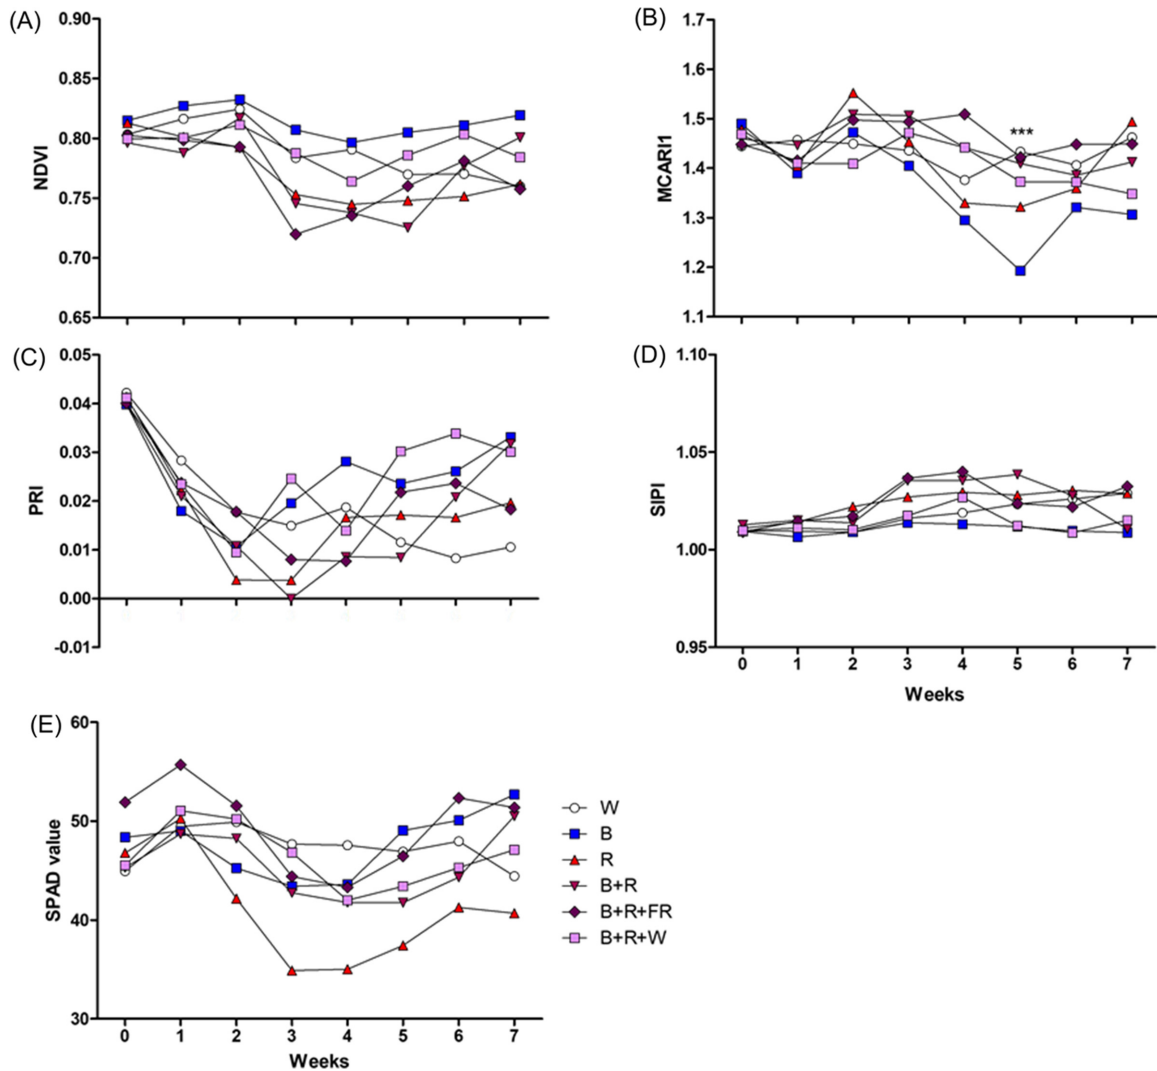 (A)
NDVI
0.90
0.85
0.80
0.75
0.70
0.65
(B)
MCARI1
1.7
1.6
1.5
1.4
1.3
1.2
1.1
***
(C)
PRI
0.05
0.04
0.03
0.02
0.01
0.00
-0.01
(D)
SIPI
1.10
1.05
1.00
0.95
0 1 2 3 4 5 6 7
Weeks
(E)
SPAD value
60
50
40
30
0 1 2 3 4 5 6 7
Weeks
W
B
R
B+R
B+R+FR
B+R+W